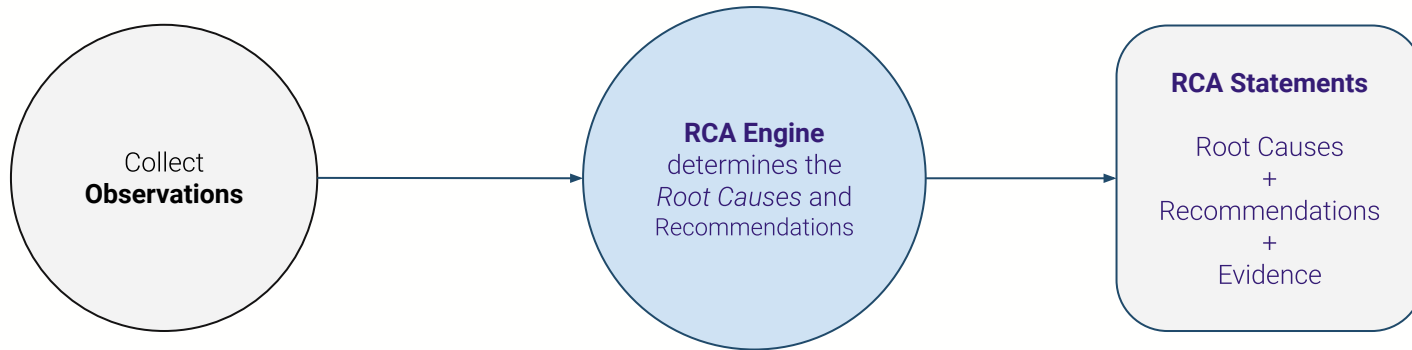 Collect
Observations
RCA Engine
determines the
Root Causes and
Recommendations
RCA Statements
Root Causes
+
Recommendations
+
Evidence